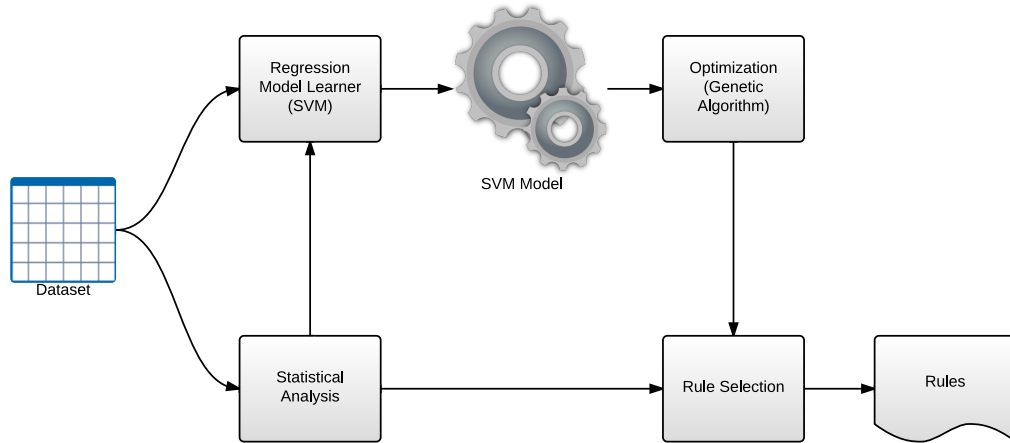 Regression
Model Learner
(SVM)
Optimization
(Genetic
Algorithm)
SVM Model
Dataset
Statistical
Analysis
Rule Selection
Rules